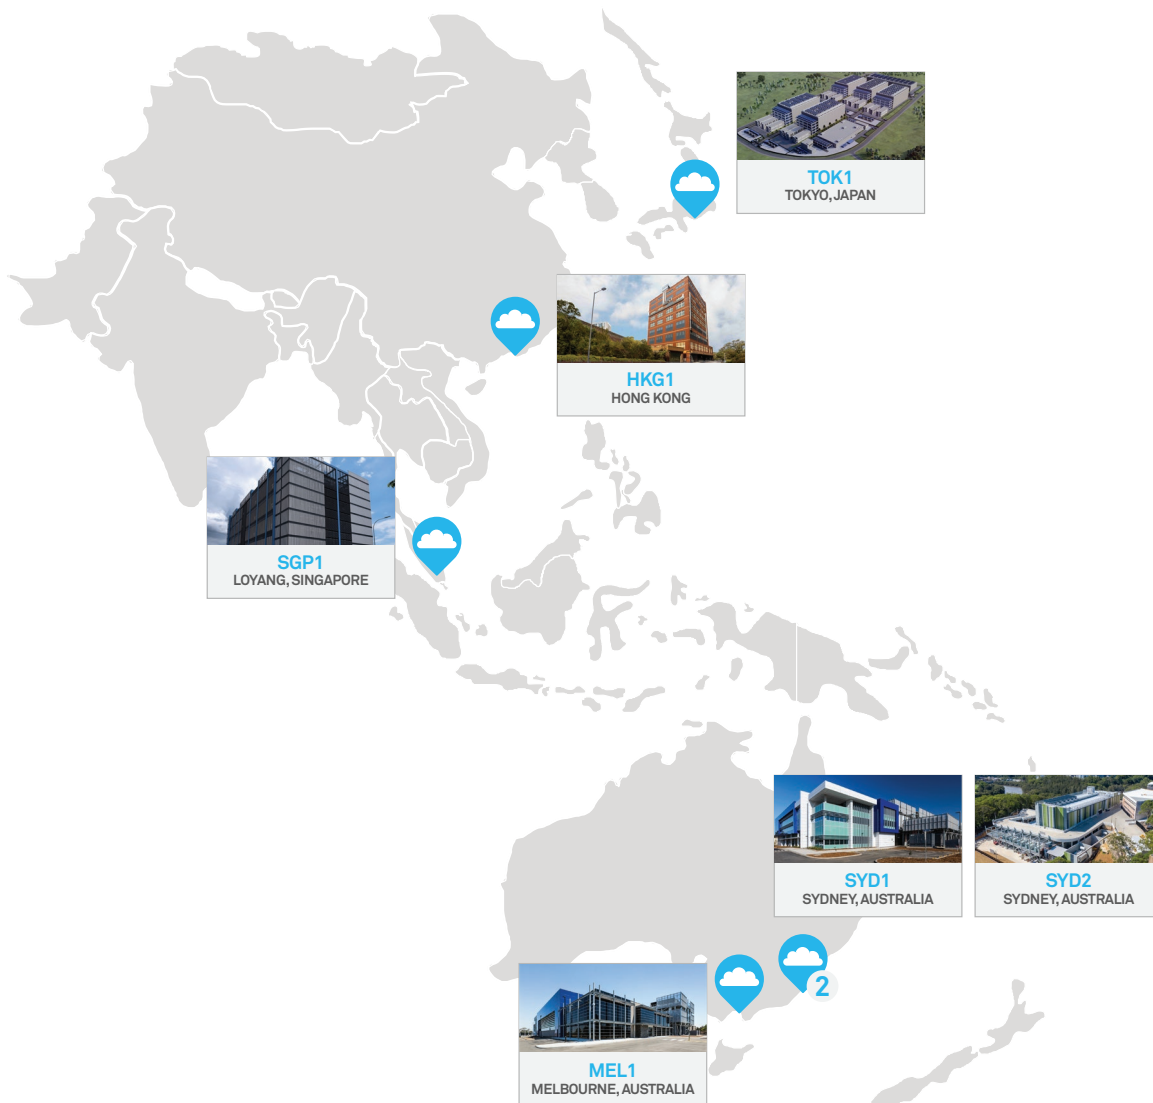 TOK1
TOKYO, JAPAN
HKG1
HONG KONG
SGP1
LOYANG, SINGAPORE
SYD1
SYDNEY, AUSTRALIA
SYD2
SYDNEY, AUSTRALIA
2
MEL1
MELBOURNE, AUSTRALIA